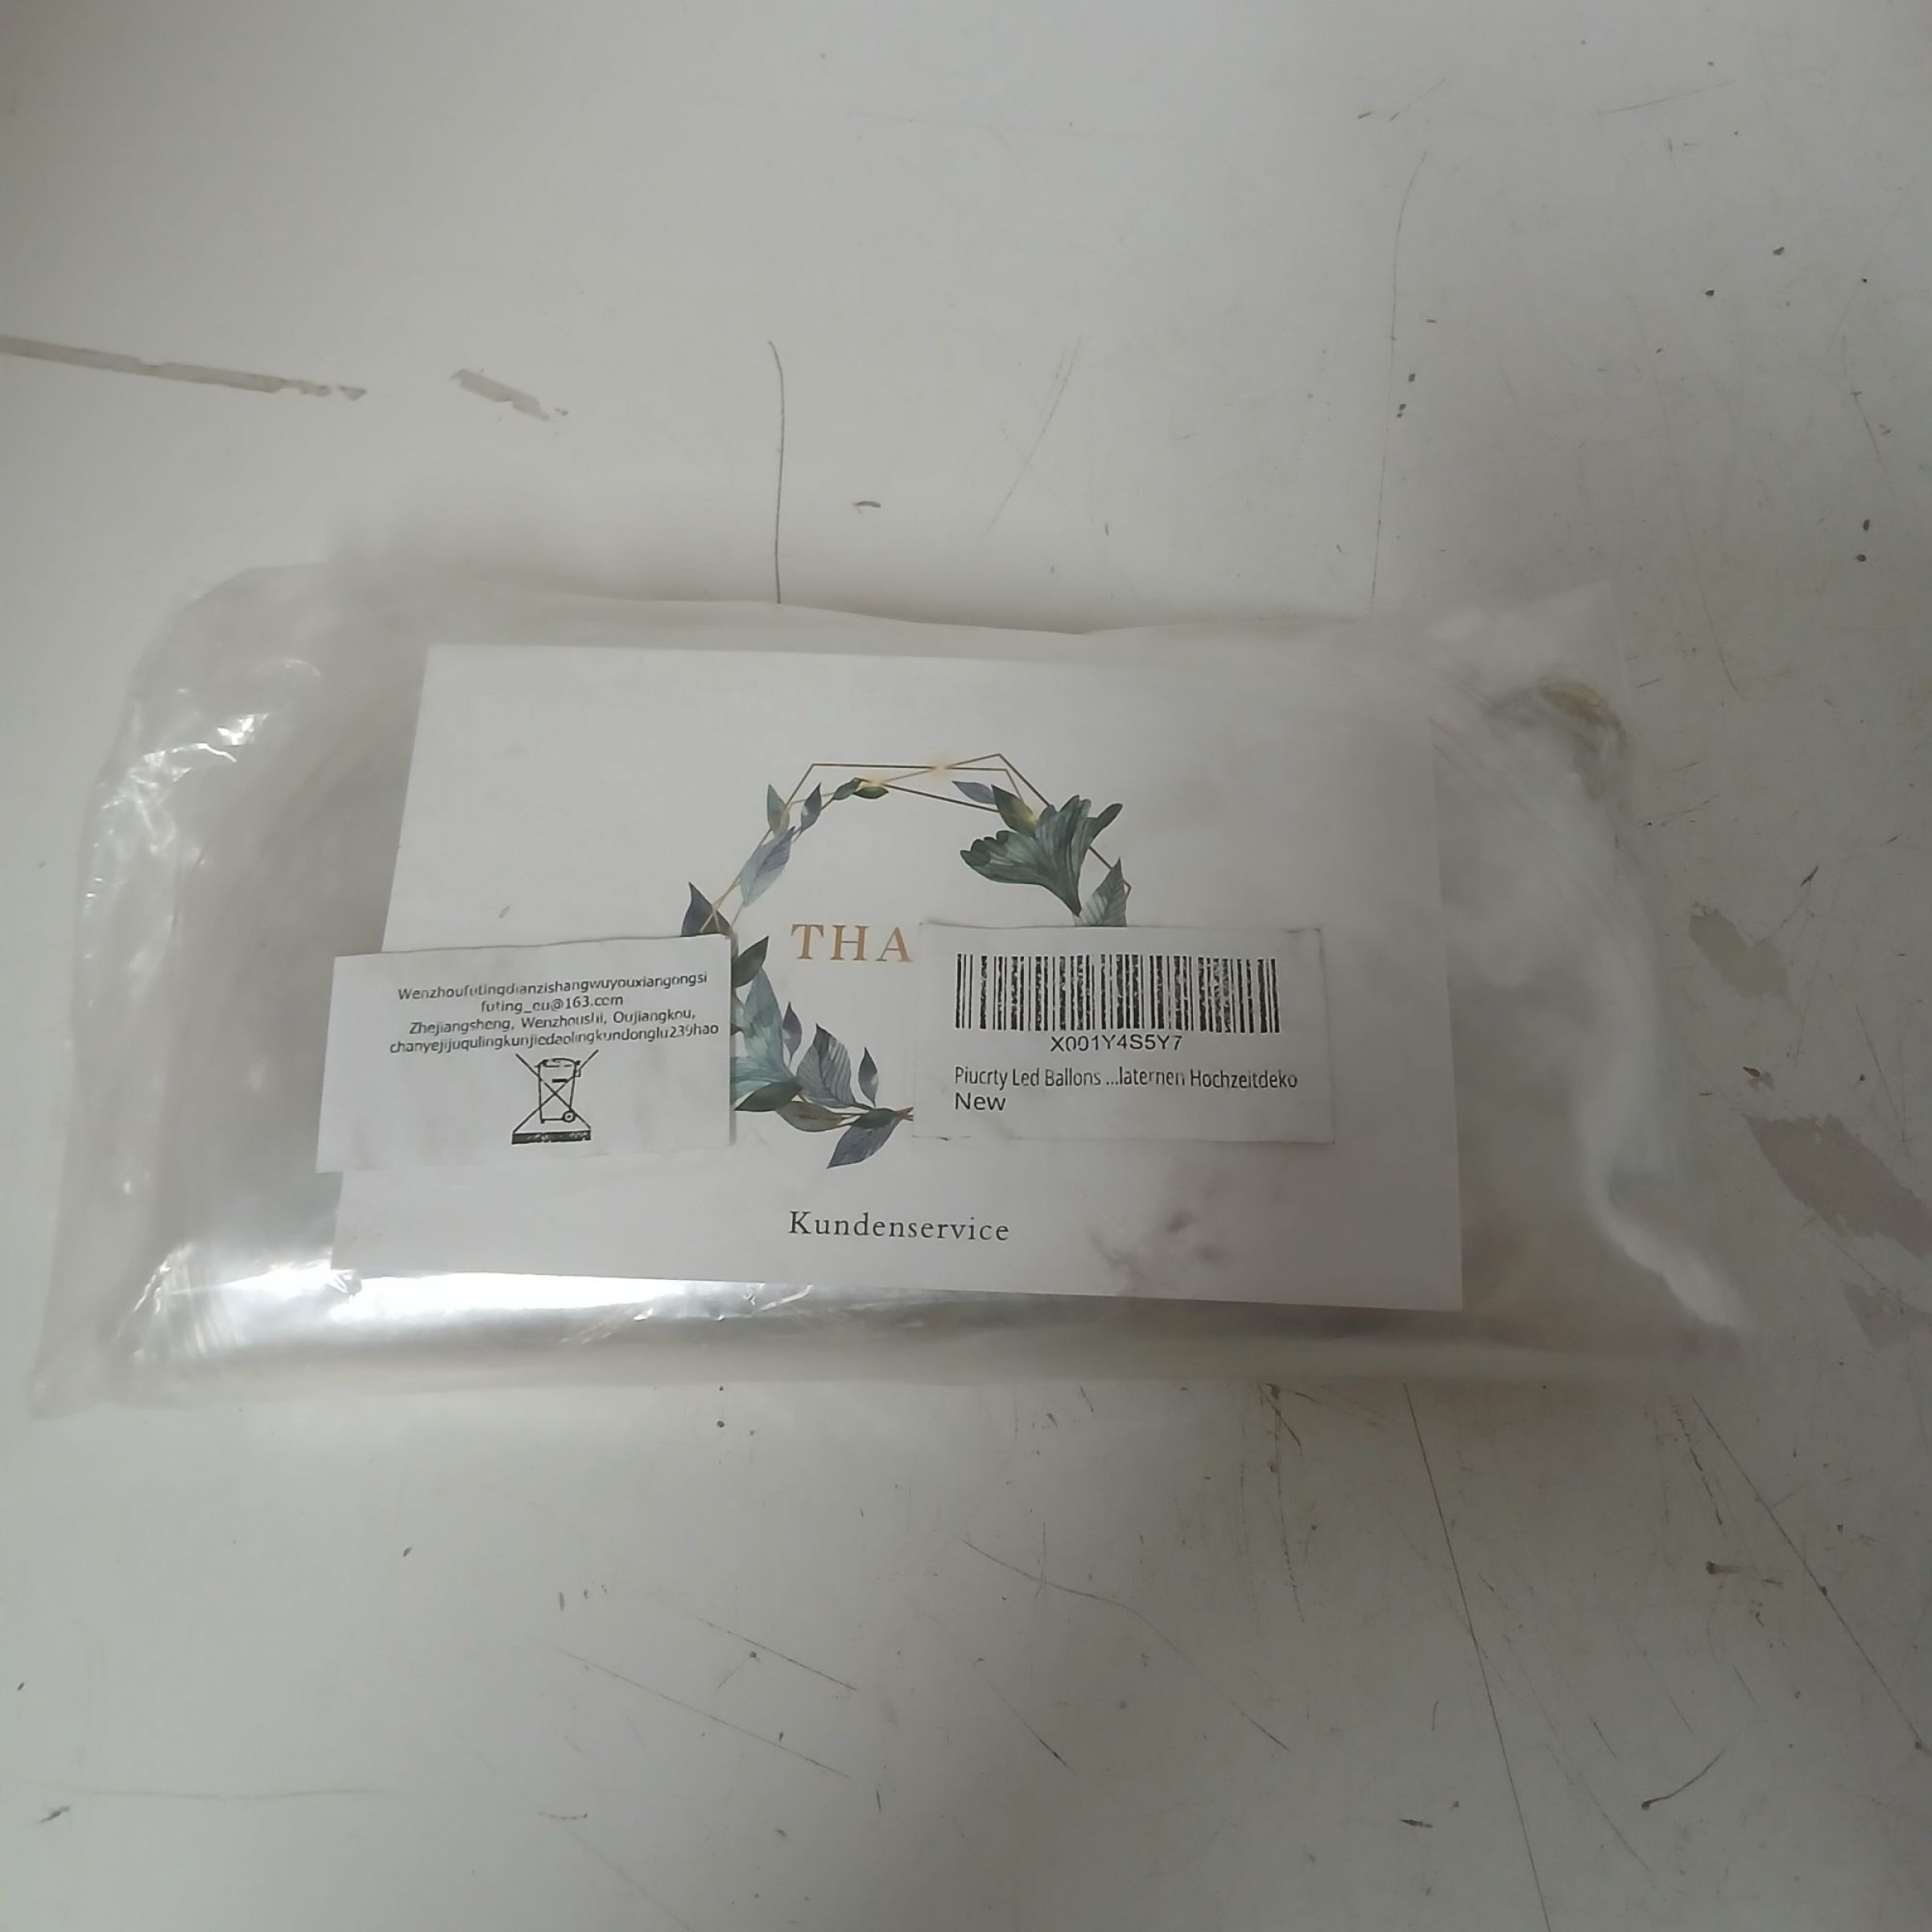 THA
Wenzhoufutingdianzishangwuyouxiangongsi
futing_eu@163.com
Zhejiangsheng, Wenzhoushi, Oujiangkou,
chanyejijuqulingkunjiedaolingkundonglu239hao
X001Y4S5Y7
Piucrty Led Ballons ...laternen Hochzeitdeko
New
Kundenservice